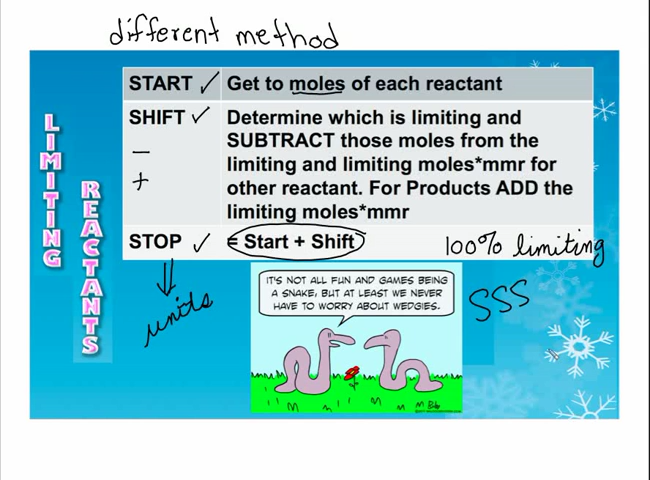 different method
LIMITING
REACTANTS
START ✓ Get to moles of each reactant
SHIFT ✓ Determine which is limiting and
– SUBTRACT those moles from the
limiting and limiting moles*mmr for
+ other reactant. For Products ADD the
limiting moles*mmr
STOP ✓ = Start + Shift 100% limiting
units
IT'S NOT ALL FUN AND GAMES BEING
A SNAKE, BUT AT LEAST WE NEVER
HAVE TO WORRY ABOUT WEDGIES.
SSS